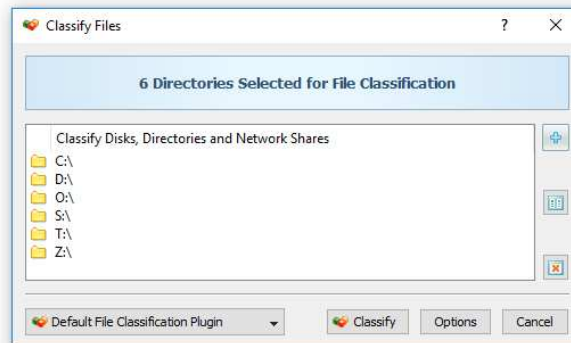 Classify Files
?
6 Directories Selected for File Classification
Classify Disks, Directories and Network Shares
C:\
D:\
O:\
S:\
T:\
Z:\
Default File Classification Plugin
Classify
Options
Cancel